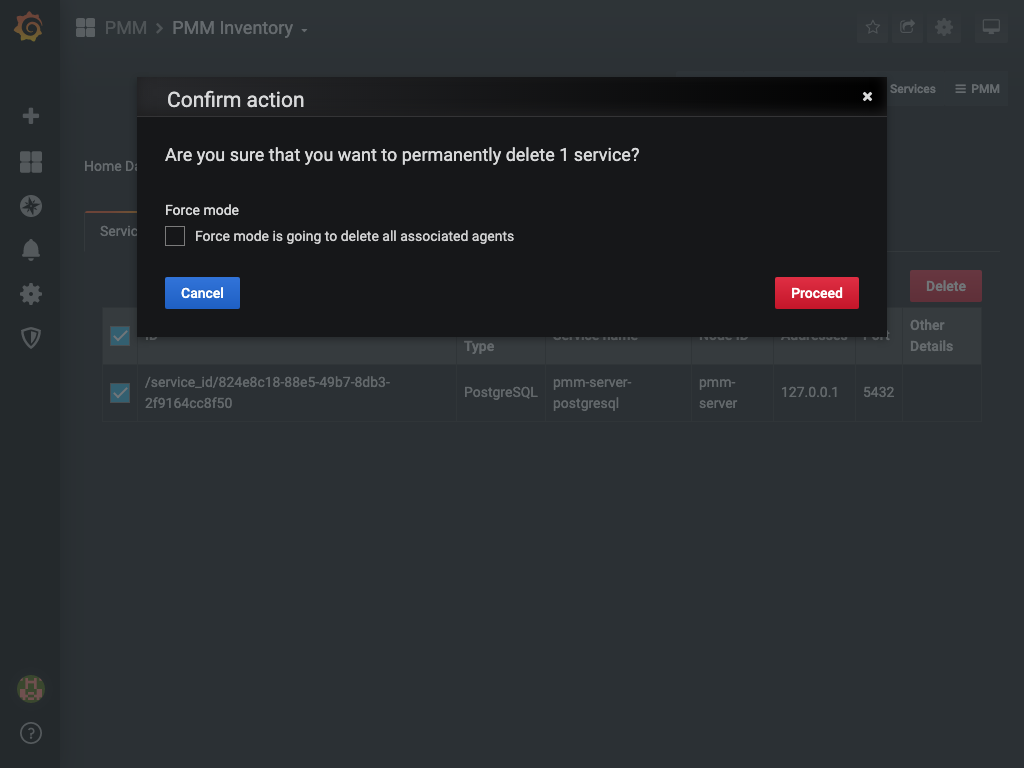 PMM > PMM Inventory
Services
PMM
Confirm action
Are you sure that you want to permanently delete 1 service?
Home
Force mode
Force mode is going to delete all associated agents
Cancel
Proceed
Delete
ID
Type
Service name
Node ID
Addresses
Port
Other
Details
/service_id/824e8c18-88e5-49b7-8db3-
2f9164cc8f50
PostgreSQL
pmm-server-
postgresql
pmm-
server
127.0.0.1
5432
?